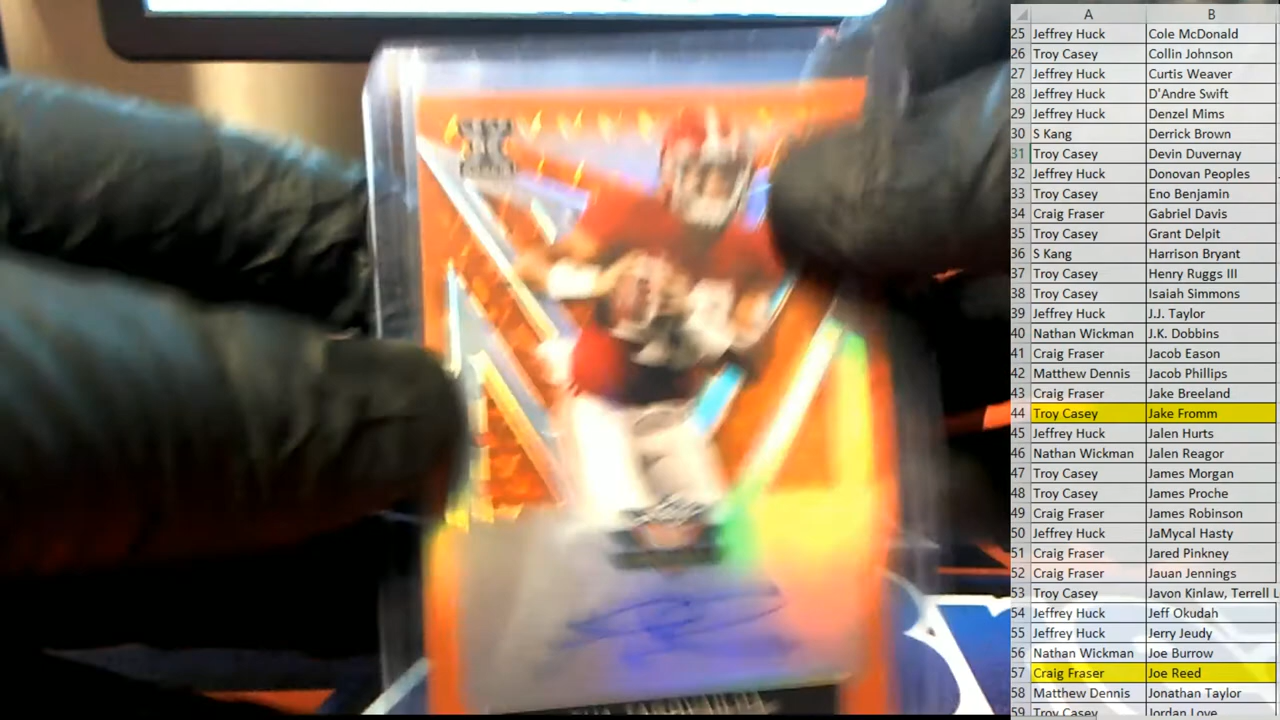 A B
25 Jeffrey Huck Cole McDonald
26 Troy Casey Collin Johnson
27 Jeffrey Huck Curtis Weaver
28 Jeffrey Huck D'Andre Swift
29 Jeffrey Huck Denzel Mims
30 S Kang Derrick Brown
31 Troy Casey Devin Duvernay
32 Jeffrey Huck Donovan Peoples
33 Troy Casey Eno Benjamin
34 Craig Fraser Gabriel Davis
35 Troy Casey Grant Delpit
36 S Kang Harrison Bryant
37 Troy Casey Henry Ruggs III
38 Troy Casey Isaiah Simmons
39 Jeffrey Huck J.J. Taylor
40 Nathan Wickman J.K. Dobbins
41 Craig Fraser Jacob Eason
42 Matthew Dennis Jacob Phillips
43 Craig Fraser Jake Breeland
44 Troy Casey Jake Fromm
45 Jeffrey Huck Jalen Hurts
46 Nathan Wickman Jalen Reagor
47 Troy Casey James Morgan
48 Troy Casey James Proche
49 Craig Fraser James Robinson
50 Jeffrey Huck JaMycal Hasty
51 Craig Fraser Jared Pinkney
52 Craig Fraser Jauan Jennings
53 Troy Casey Javon Kinlaw, Terrell L
54 Jeffrey Huck Jeff Okudah
55 Jeffrey Huck Jerry Jeudy
56 Nathan Wickman Joe Burrow
57 Craig Fraser Joe Reed
58 Matthew Dennis Jonathan Taylor
59 Troy Casey Jordan Love